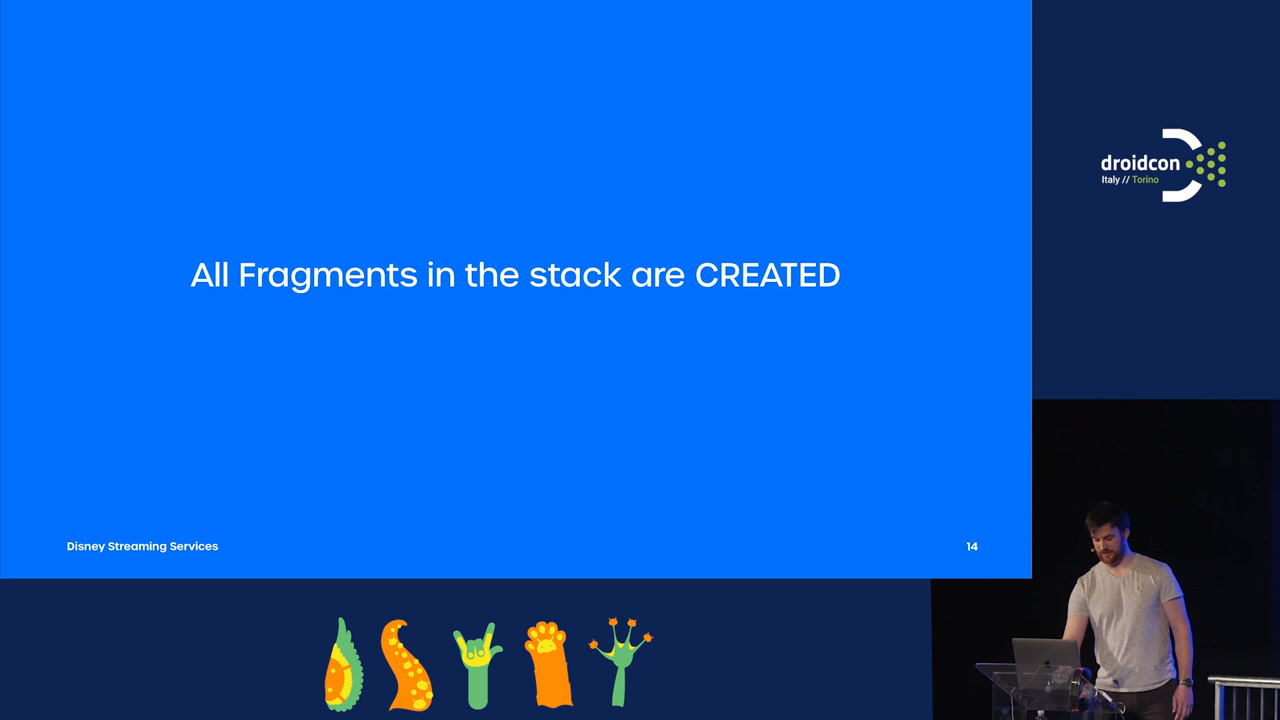 All Fragments in the stack are CREATED
droidcon
Italy // Torino
Disney Streaming Services
14